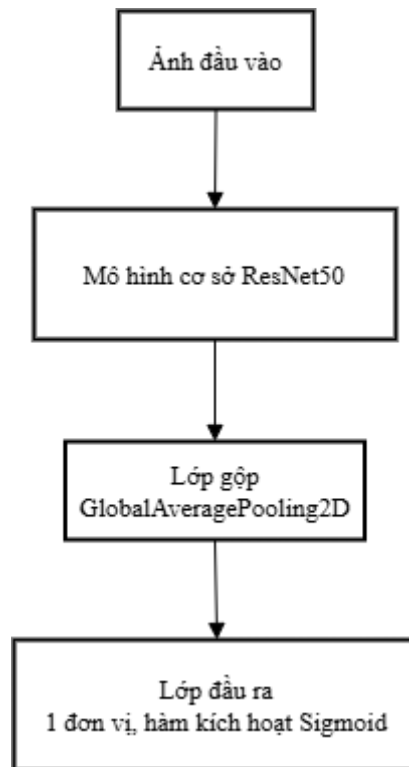 Ảnh đầu vào
Mô hình cơ sở ResNet50
Lớp gộp
GlobalAveragePooling2D
Lớp đầu ra
1 đơn vị, hàm kích hoạt Sigmoid